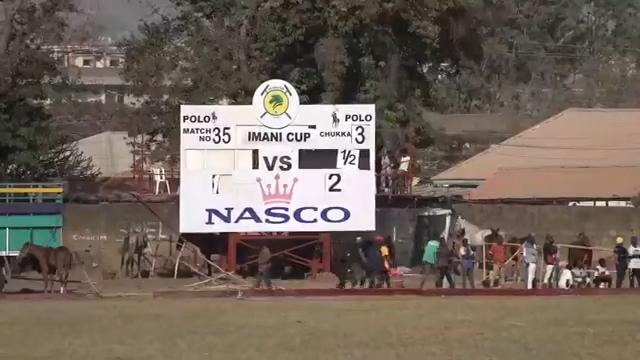 POLO POLO
MATCH NO 35 IMANI CUP CHUKKA 3
VS ½
2
NASCO